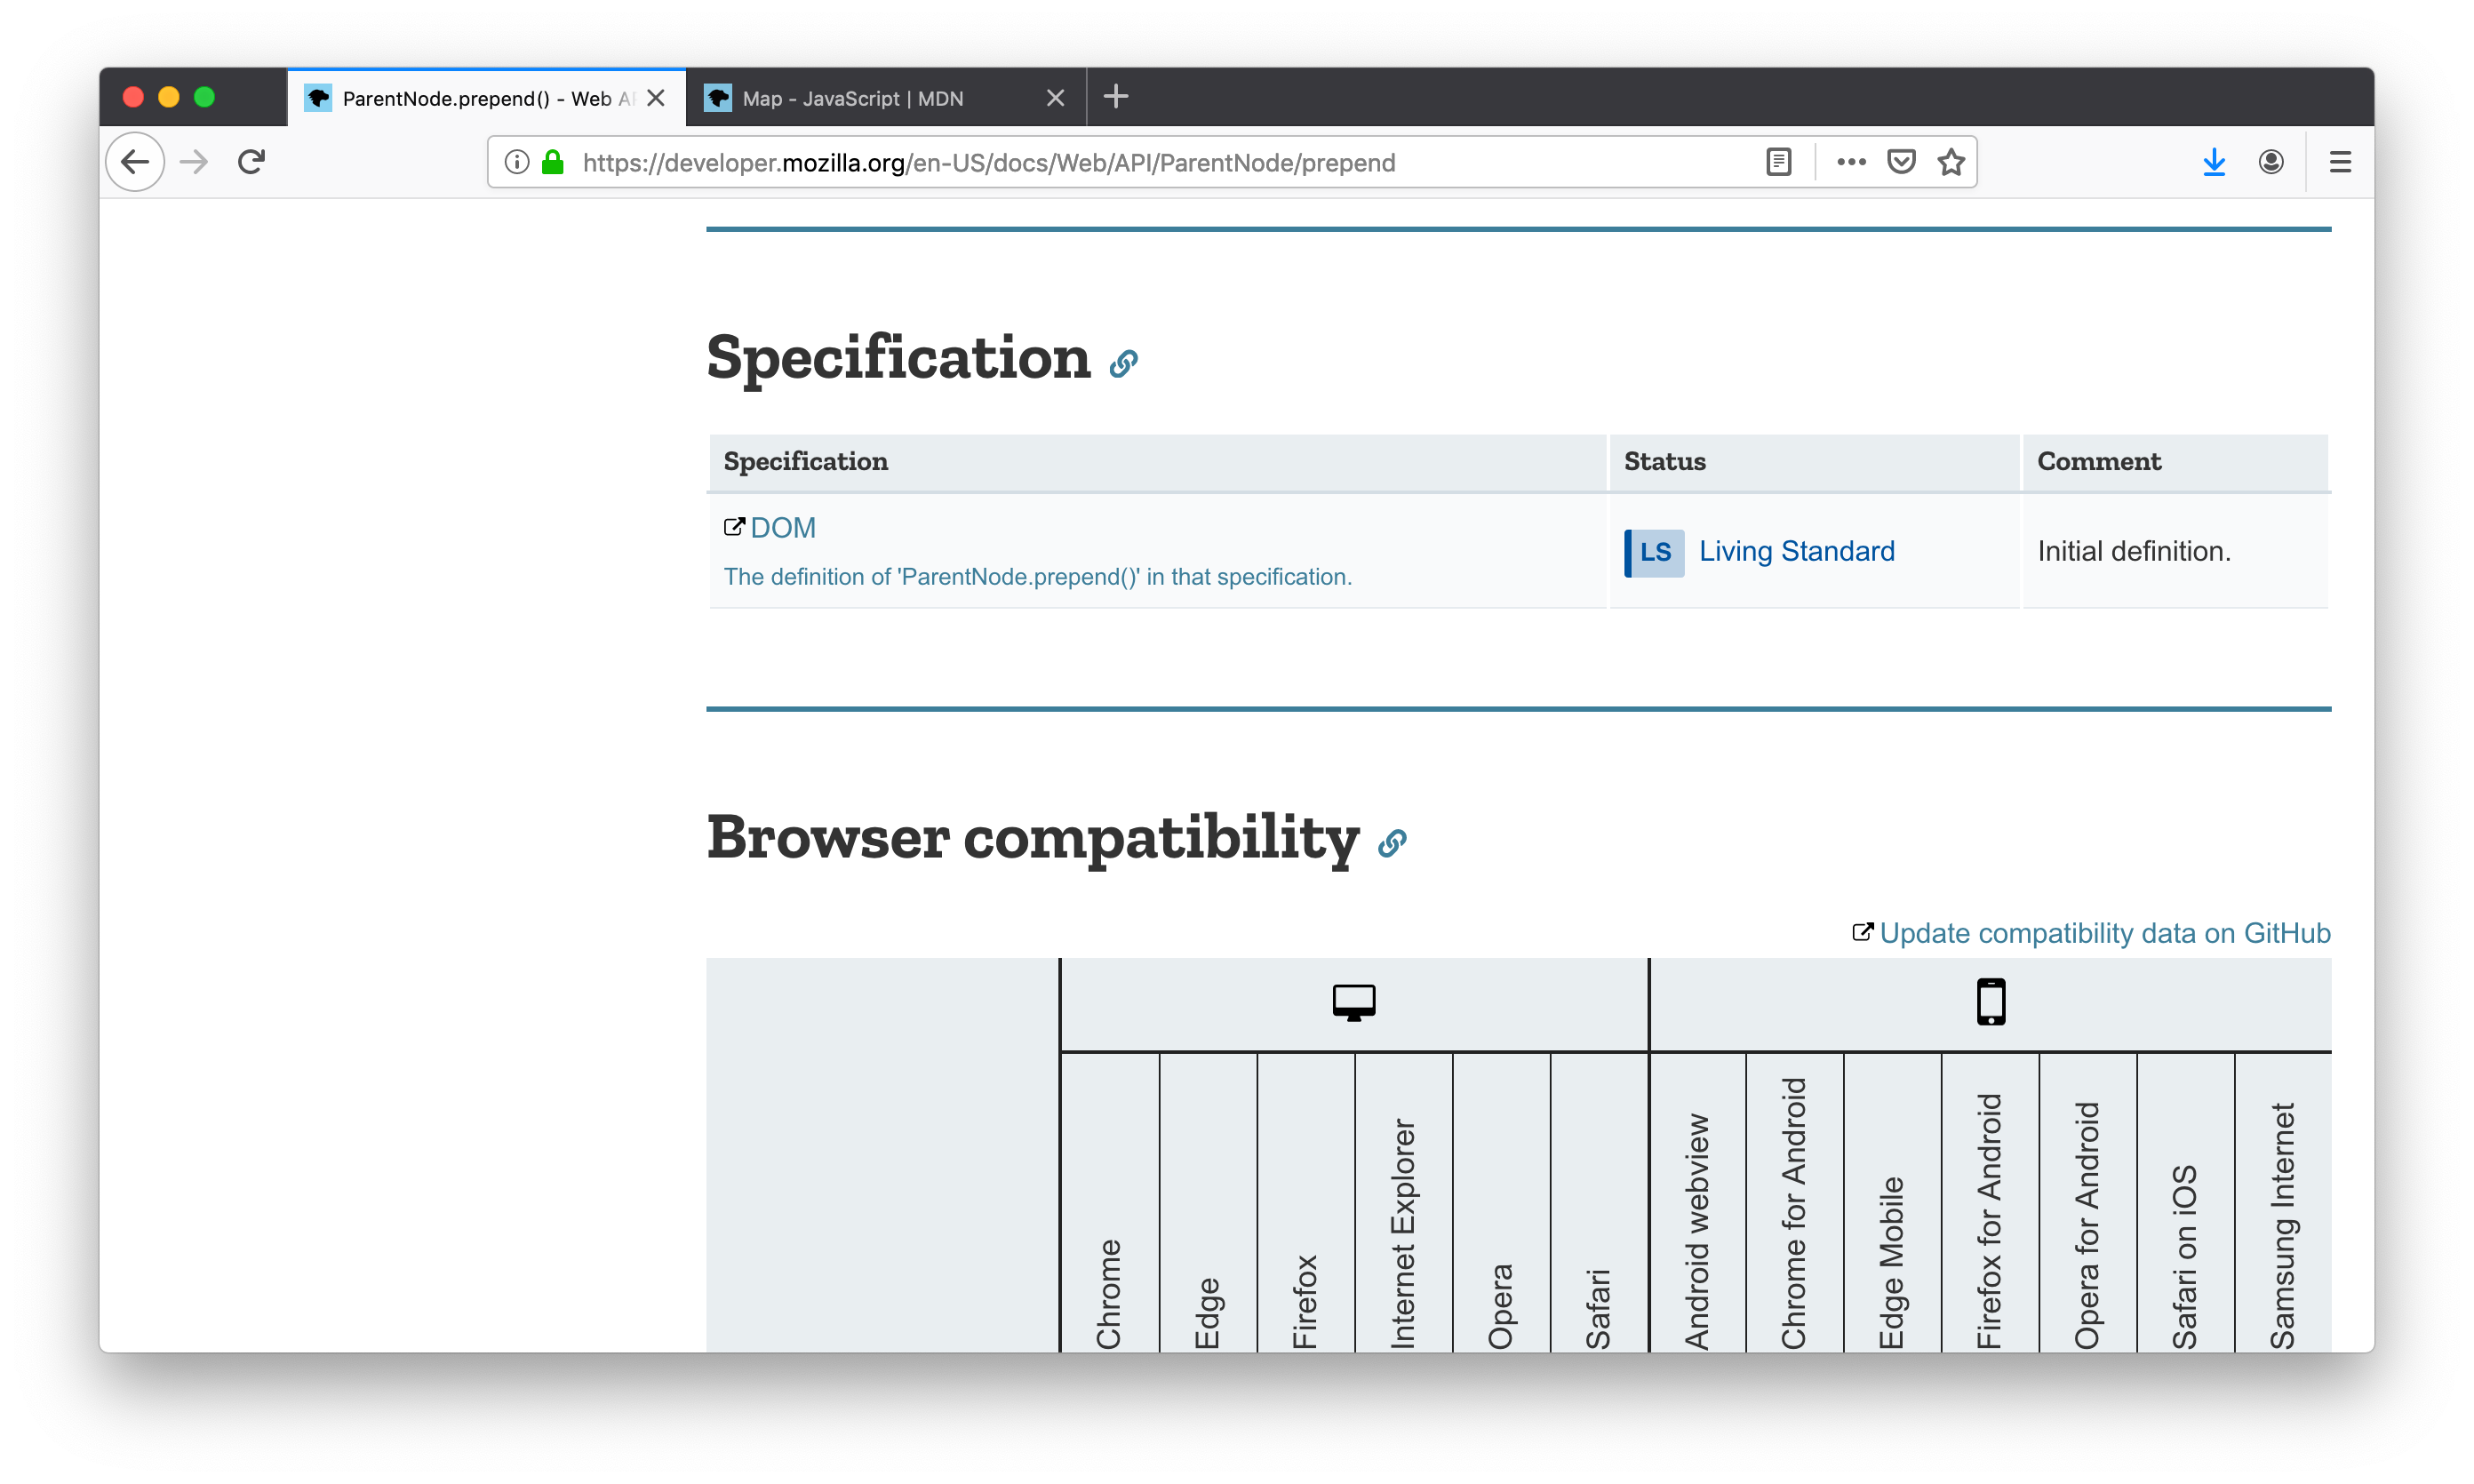 ParentNode.prepend() - Web AP
Map - JavaScript | MDN
https://developer.mozilla.org/en-US/docs/Web/API/ParentNode/prepend
Specification
Specification Status Comment
DOM
The definition of 'ParentNode.prepend()' in that specification.
LS Living Standard
Initial definition.
Browser compatibility
Update compatibility data on GitHub
Chrome
Edge
Firefox
Internet Explorer
Opera
Safari
Android webview
Chrome for Android
Edge Mobile
Firefox for Android
Opera for Android
Safari on iOS
Samsung Internet